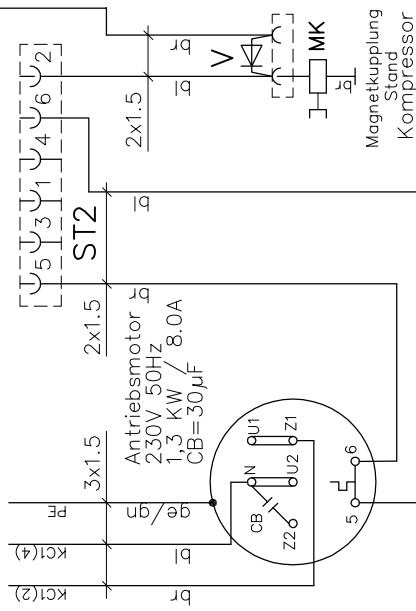 KC1(2)
KC1(4)
PE
br
bl
ge/gn
3x1.5
Antriebsmotor
230V 50Hz
1,3 KW / 8.0A
CB=30µF
N
U1
U2
Z1
CB
Z2
5
6
2x1.5
br
bl
5
3
1
4
6
2
ST2
2x1.5
bl
br
V
MK
br
Magnetkupplung
Stand
Kompressor